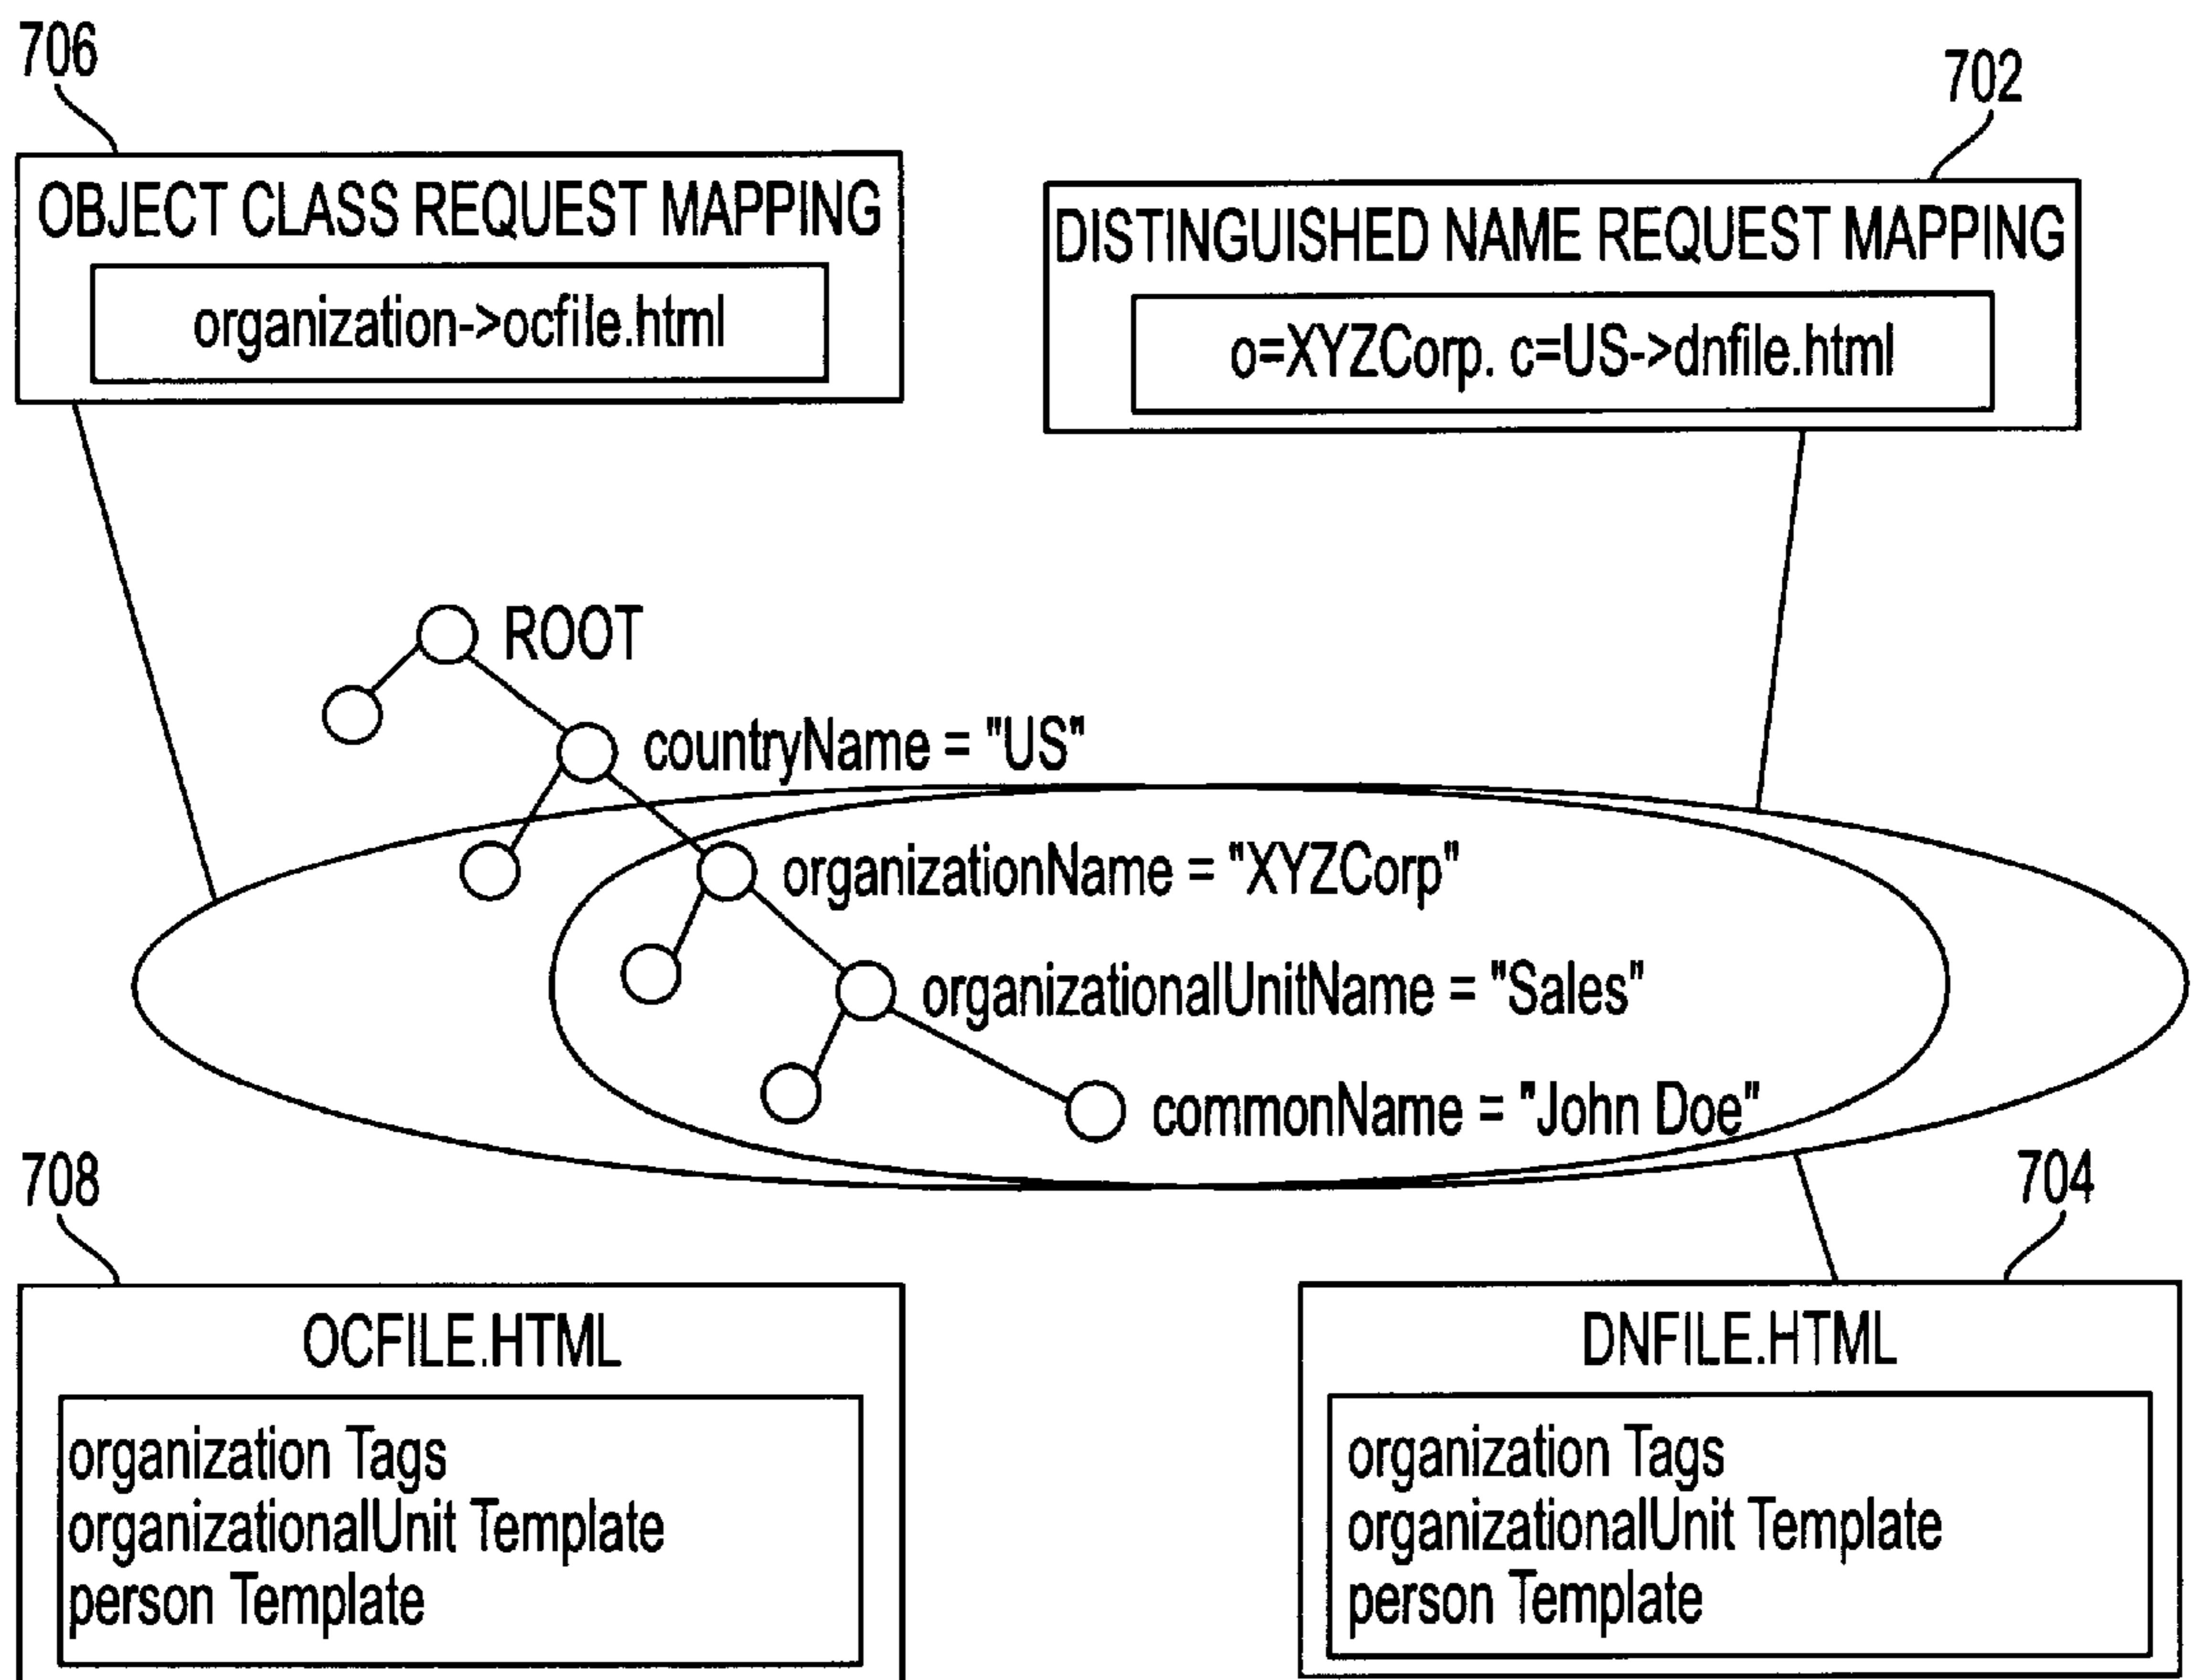 706
702
OBJECT CLASS REQUEST MAPPING
organization->ocfile.html
DISTINGUISHED NAME REQUEST MAPPING
o=XYZCorp. c=US->dnfile.html
ROOT
countryName = "US"
organizationName = "XYZCorp"
organizationalUnitName = "Sales"
commonName = "John Doe"
708
704
OCFILE.HTML
organization Tags
organizationalUnit Template
person Template
DNFILE.HTML
organization Tags
organizationalUnit Template
person Template